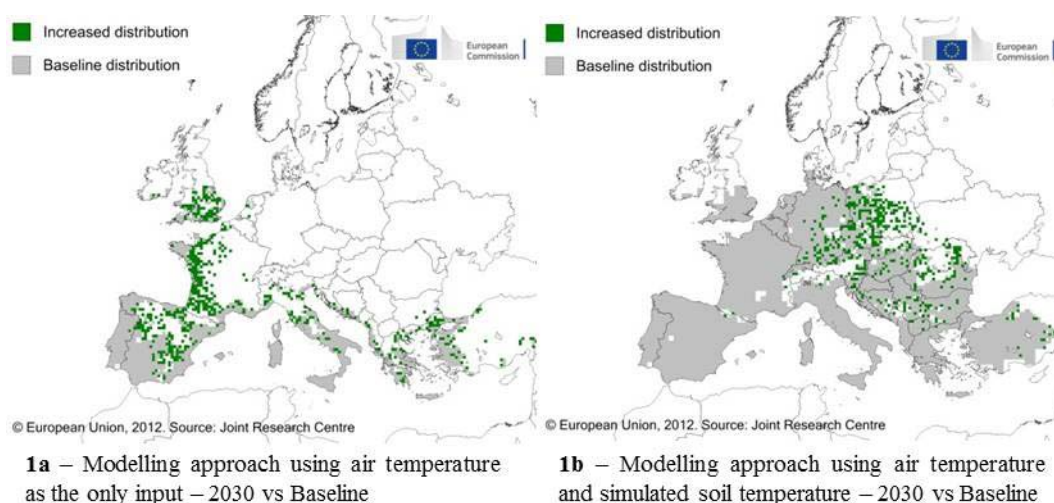 Increased distribution
Baseline distribution
European
Commission
© European Union, 2012. Source: Joint Research Centre
1a – Modelling approach using air temperature
as the only input – 2030 vs Baseline
Increased distribution
Baseline distribution
European
Commission
© European Union, 2012. Source: Joint Research Centre
1b – Modelling approach using air temperature
and simulated soil temperature – 2030 vs Baseline